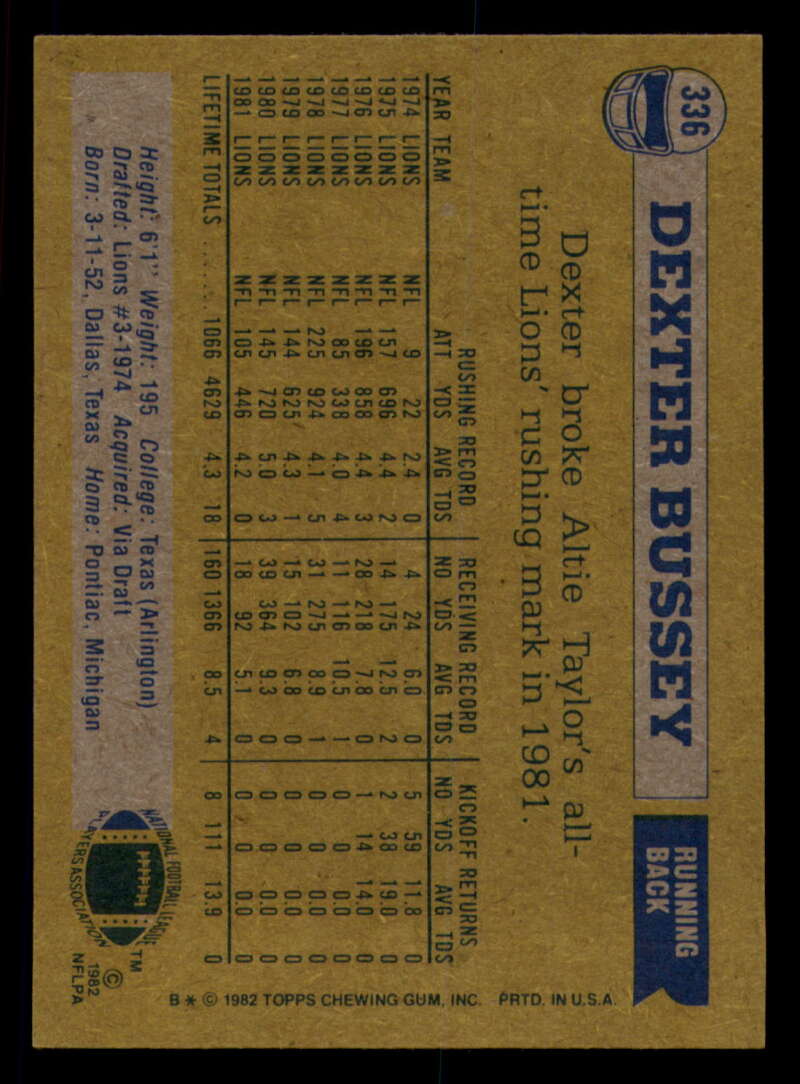 336
DEXTER BUSSEY
RUNNING
BACK
Dexter broke Altie Taylor's all-
time Lions' rushing mark in 1981.
RUSHING RECORD RECEIVING RECORD KICKOFF RETURNS
YEAR TEAM ATT YDS AVG TDS NO YDS AVG TDS NO YDS AVG TDS
1974 LIONS NFL 9 22 2.4 0 4 24 6.0 0 5 59 11.8 0
1975 LIONS NFL 157 696 4.4 2 14 175 12.5 2 2 38 19.0 0
1976 LIONS NFL 196 858 4.4 3 28 218 7.8 0 1 14 14.0 0
1977 LIONS NFL 85 338 4.0 4 11 116 10.5 1 0 0 0.0 0
1978 LIONS NFL 225 924 4.1 5 31 275 8.9 1 0 0 0.0 0
1979 LIONS NFL 144 625 4.3 1 15 102 6.8 0 0 0 0.0 0
1980 LIONS NFL 145 720 5.0 3 39 364 9.3 0 0 0 0.0 0
1981 LIONS NFL 105 446 4.2 0 18 92 5.1 0 0 0 0.0 0
LIFETIME TOTALS ...... 1066 4629 4.3 18 160 1366 8.5 4 8 111 13.9 0
Height: 6'1" Weight: 195 College: Texas (Arlington)
Drafted: Lions #3-1974 Acquired: Via Draft
Born: 3-11-52, Dallas, Texas Home: Pontiac, Michigan
NATIONAL FOOTBALL LEAGUE
PLAYERS ASSOCIATION
TM
©
1982
NFLPA
B * © 1982 TOPPS CHEWING GUM, INC. PRTD. IN U.S.A.